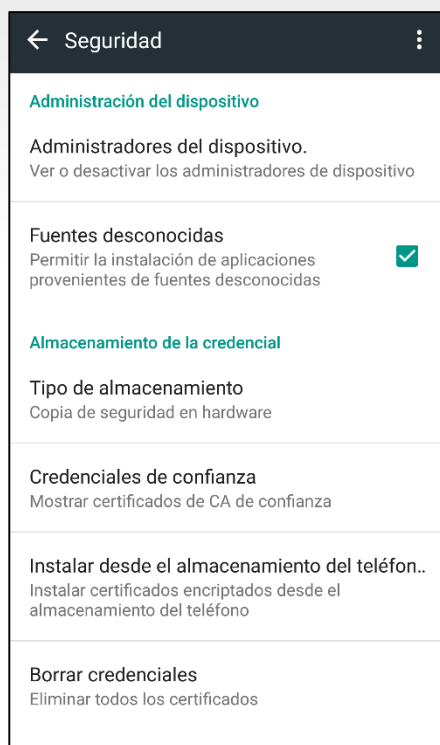 Seguridad
Administración del dispositivo
Administradores del dispositivo.
Ver o desactivar los administradores de dispositivo
Fuentes desconocidas
Permitir la instalación de aplicaciones
provenientes de fuentes desconocidas
Almacenamiento de la credencial
Tipo de almacenamiento
Copia de seguridad en hardware
Credenciales de confianza
Mostrar certificados de CA de confianza
Instalar desde el almacenamiento del teléfon..
Instalar certificados encriptados desde el
almacenamiento del teléfono
Borrar credenciales
Eliminar todos los certificados